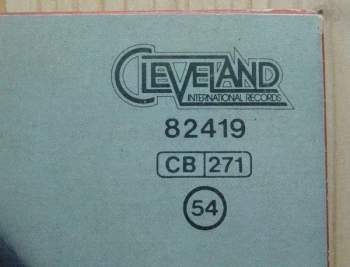 CLEVELAND
INTERNATIONAL RECORDS
82419
CB 271
54